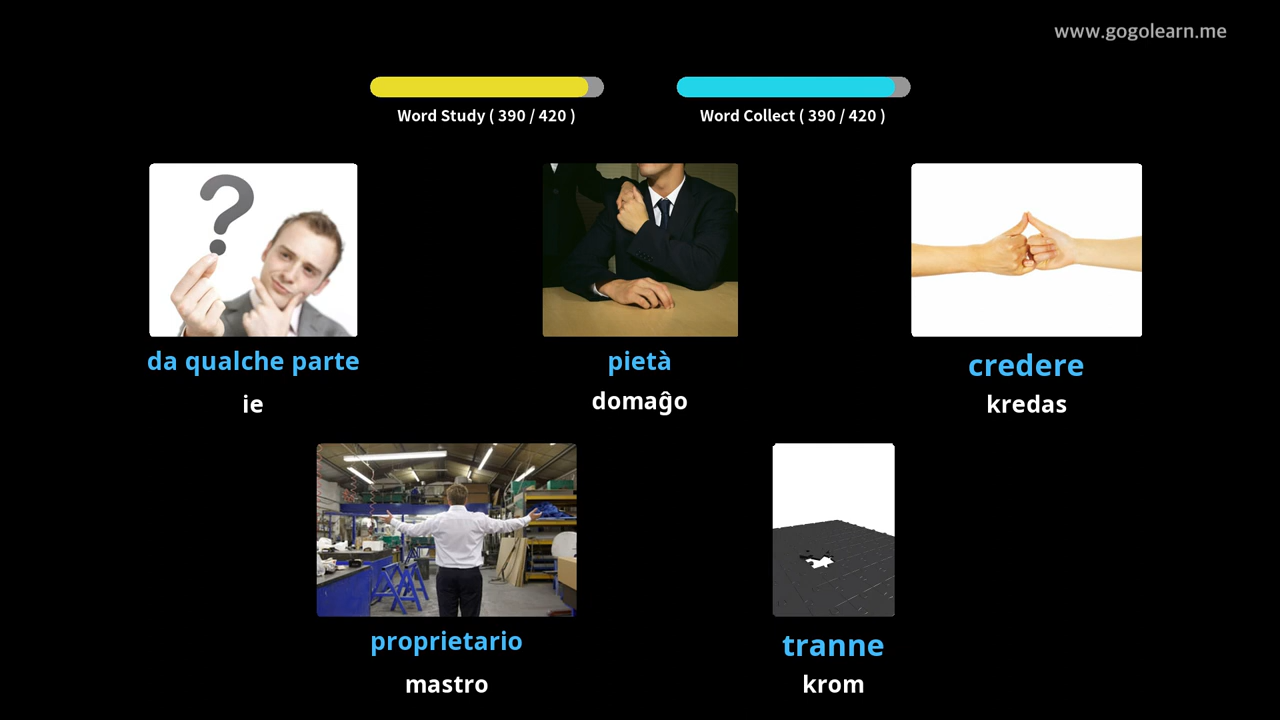 www.gogolearn.me
Word Study ( 390 / 420 )
Word Collect ( 390 / 420 )
da qualche parte
ie
pietà
domaĝo
credere
kredas
proprietario
mastro
tranne
krom